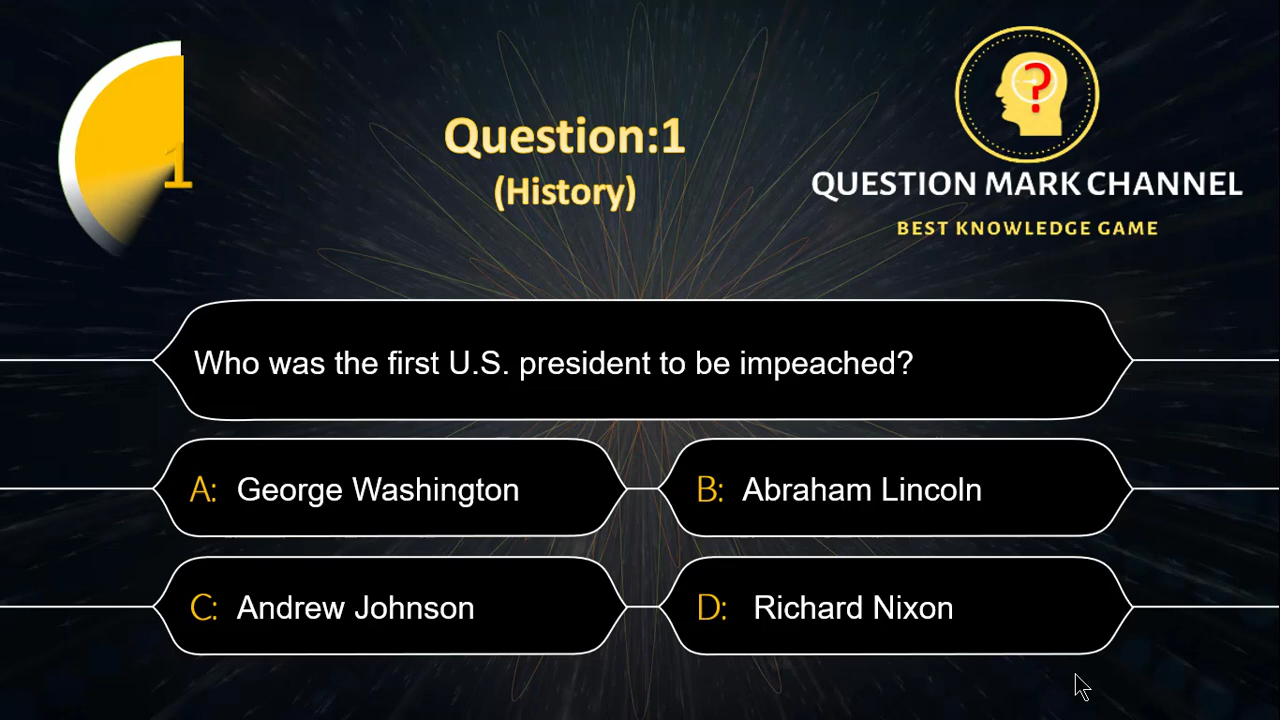 1
Question:1
(History)
?
QUESTION MARK CHANNEL
BEST KNOWLEDGE GAME
Who was the first U.S. president to be impeached?
A: George Washington
B: Abraham Lincoln
C: Andrew Johnson
D: Richard Nixon